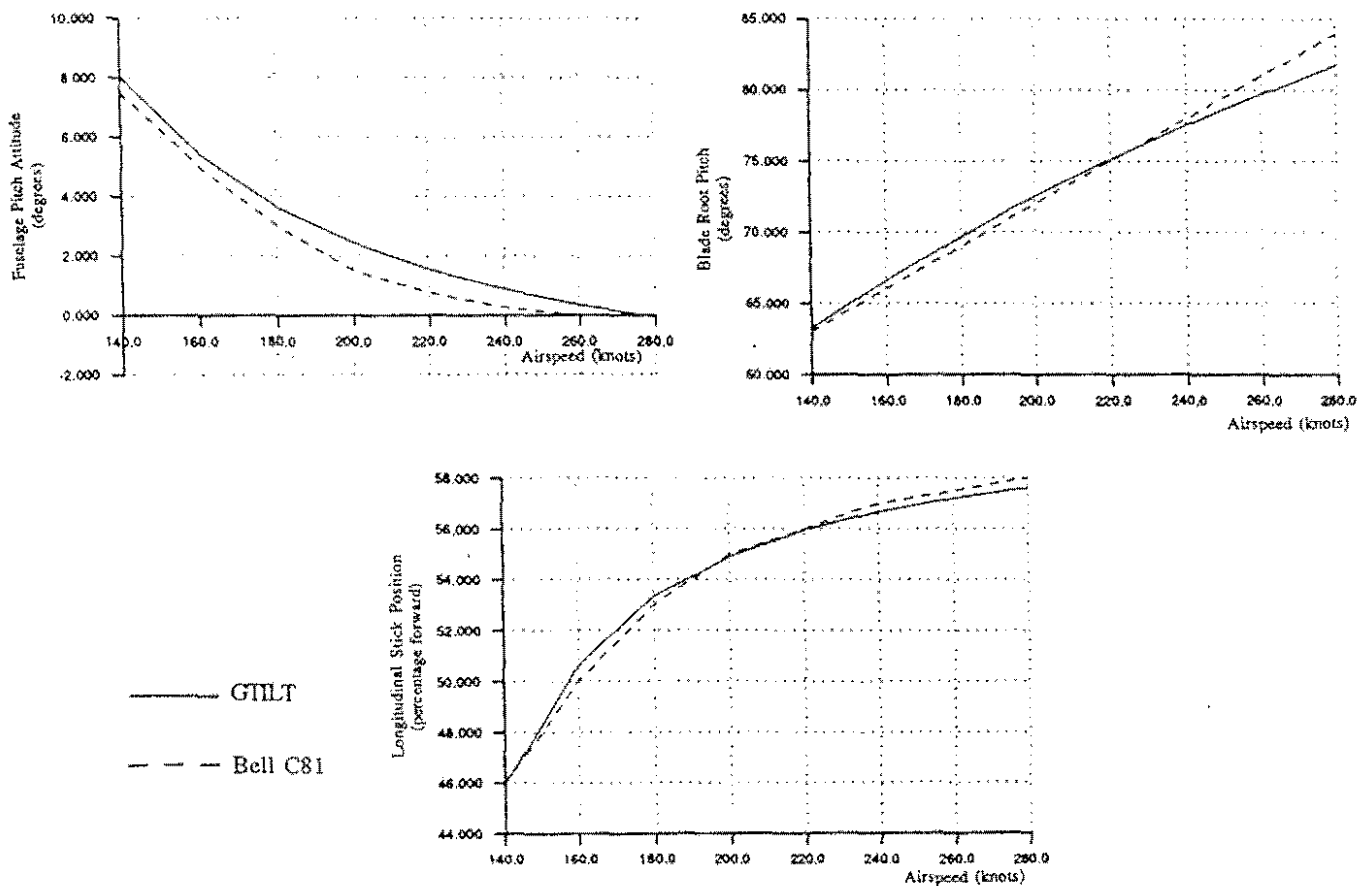 10.000
8.000
6.000
4.000
2.000
0.000
-2.000
Fuselage Pitch Attitude
(degrees)
140.0 160.0 180.0 200.0 220.0 240.0 260.0 280.0
Airspeed (knots)
85.000
80.000
75.000
70.000
65.000
60.000
Blade Root Pitch
(degrees)
140.0 160.0 180.0 200.0 220.0 240.0 260.0 280.0
Airspeed (knots)
58.000
56.000
54.000
52.000
50.000
48.000
46.000
44.000
Longitudinal Stick Position
(percentage forward)
140.0 160.0 180.0 200.0 220.0 240.0 260.0 280.0
Airspeed (knots)
GTILT
Bell C81